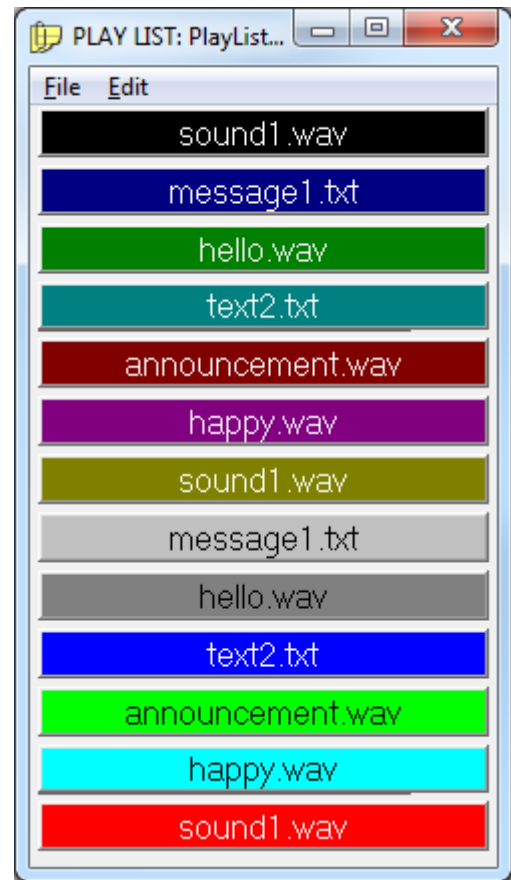 PLAY LIST: PlayList...
File Edit
sound1.wav
message1.txt
hello.wav
text2.txt
announcement.wav
happy.wav
sound1.wav
message1.txt
hello.wav
text2.txt
announcement.wav
happy.wav
sound1.wav